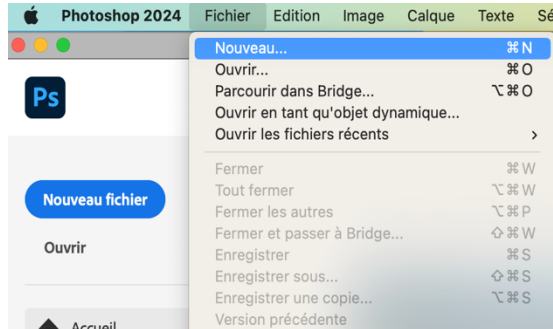 Photoshop 2024 Fichier Edition Image Calque Texte Sé
Nouveau... ⌘N
Ouvrir... ⌘O
Parcourir dans Bridge... ⌥⌘O
Ouvrir en tant qu'objet dynamique...
Ouvrir les fichiers récents >
Fermer ⌘W
Tout fermer ⌥⌘W
Fermer les autres ⌥⌘P
Fermer et passer à Bridge... ⇧⌘W
Enregistrer ⌘S
Enregistrer sous... ⇧⌘S
Enregistrer une copie... ⌥⌘S
Version précédente
Ps
Nouveau fichier
Ouvrir
Accueil